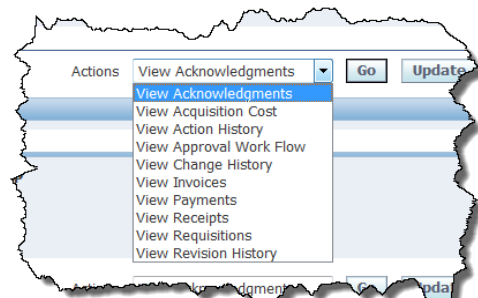 Actions View Acknowledgments Go Update
View Acknowledgments
View Acquisition Cost
View Action History
View Approval Work Flow
View Change History
View Invoices
View Payments
View Receipts
View Requisitions
View Revision History